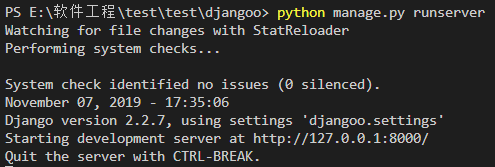 PS E:\软件工程\test\test\djangoo> python manage.py runserver
Watching for file changes with StatReloader
Performing system checks...
System check identified no issues (0 silenced).
November 07, 2019 - 17:35:06
Django version 2.2.7, using settings 'djangoo.settings'
Starting development server at http://127.0.0.1:8000/
Quit the server with CTRL-BREAK.